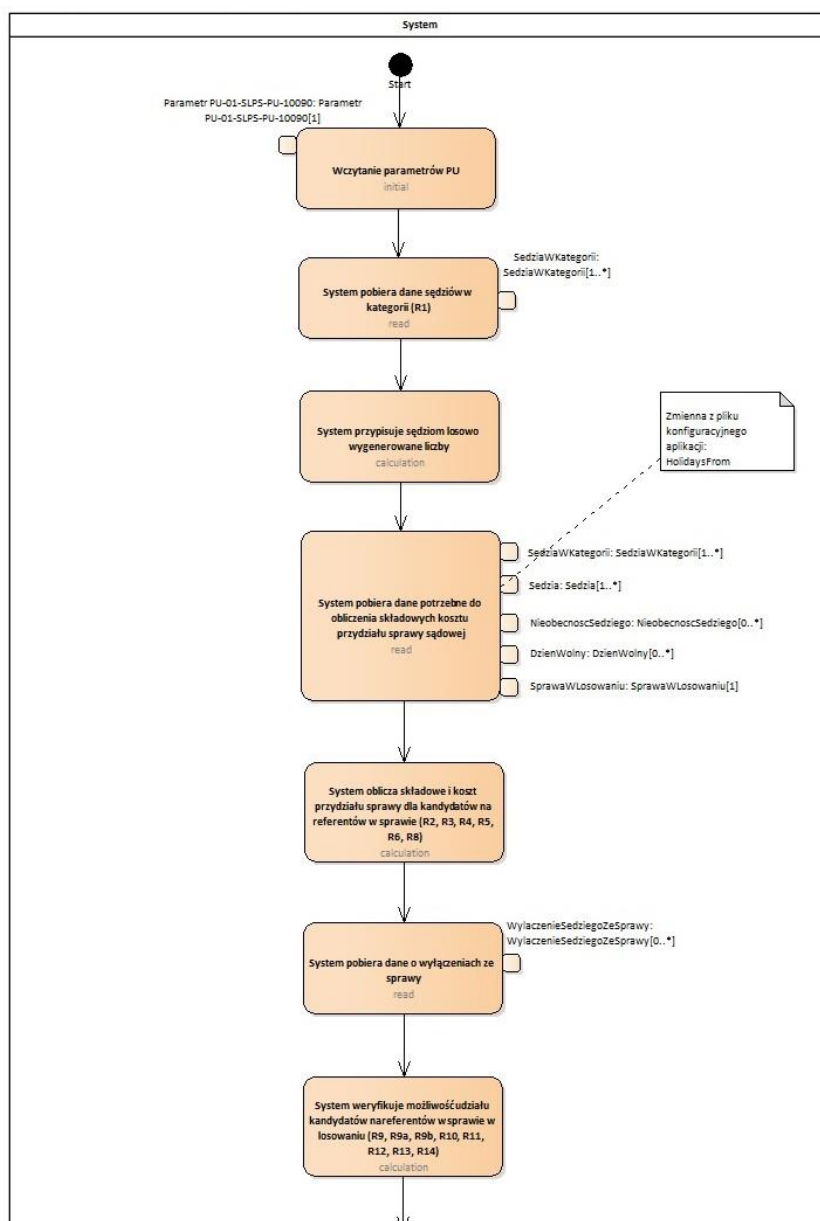 System
Start
Parametr PU-01-SLPS-PU-10090: Parametr
PU-01-SLPS-PU-10090[1]
Wczytanie parametrów PU
initial
SedziaWKategorii:
SedziaWKategorii[1..*]
System pobiera dane sędziów w
kategorii (R1)
read
System przypisuje sędziom losowo
wygenerowane liczby
calculation
Zmienna z pliku
konfiguracyjnego
aplikacji:
HolidaysFrom
System pobiera dane potrzebne do
obliczenia składowych kosztu
przydziału sprawy sądowej
read
SedziaWKategorii: SedziaWKategorii[1..*]
Sedzia: Sedzia[1..*]
NieobecnoscSedziego: NieobecnoscSedziego[0..*]
DzienWolny: DzienWolny[0..*]
SprawaWLosowaniu: SprawaWLosowaniu[1]
System oblicza składowe i koszt
przydziału sprawy dla kandydatów na
referentów w sprawie (R2, R3, R4, R5,
R6, R8)
calculation
WylaczenieSedziegoZeSprawy:
WylaczenieSedziegoZeSprawy[0..*]
System pobiera dane o wyłączeniach ze
sprawy
read
System weryfikuje możliwość udziału
kandydatów nareferentów w sprawie w
losowaniu (R9, R9a, R9b, R10, R11,
R12, R13, R14)
calculation